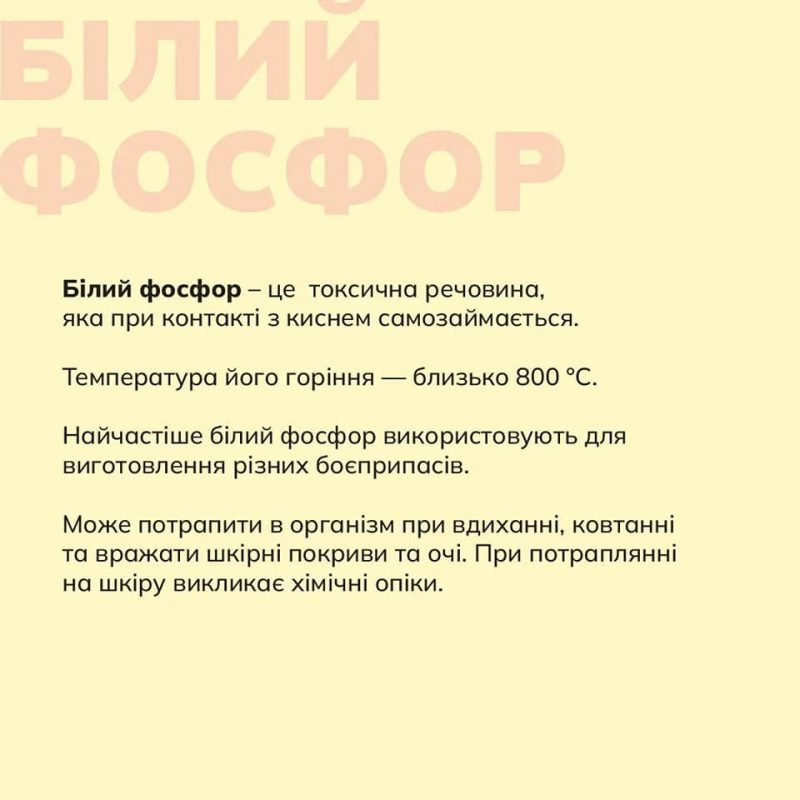 БІЛИЙ
ФОСФОР
Білий фосфор – це токсична речовина,
яка при контакті з киснем самозаймається.
Температура його горіння — близько 800 °C.
Найчастіше білий фосфор використовують для
виготовлення різних боєприпасів.
Може потрапити в організм при вдиханні, ковтанні
та вражати шкірні покриви та очі. При потраплянні
на шкіру викликає хімічні опіки.